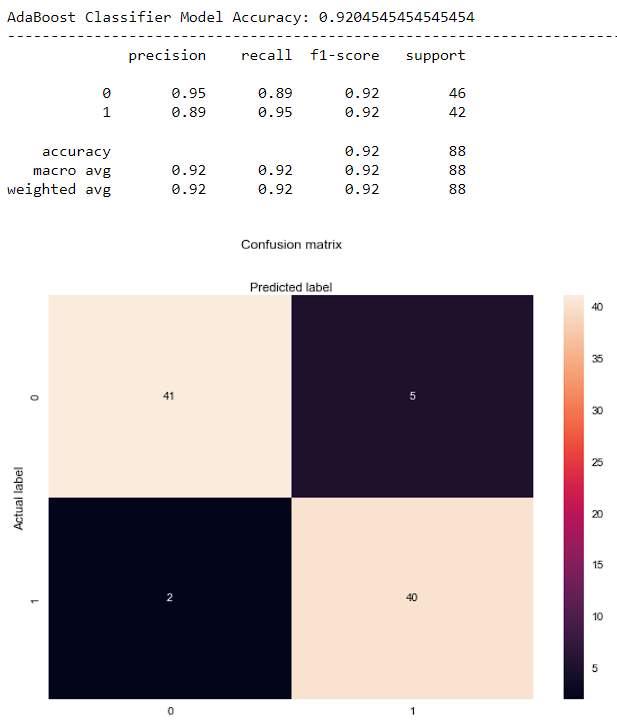 AdaBoost Classifier Model Accuracy: 0.9204545454545454
--------------------------------------------------------------------------------
precision recall f1-score support
0 0.95 0.89 0.92 46
1 0.89 0.95 0.92 42
accuracy 0.92 88
macro avg 0.92 0.92 0.92 88
weighted avg 0.92 0.92 0.92 88
Confusion matrix
Predicted label
40
35
30
25
20
15
10
5
Actual label
0
41 5
1
2 40
0 1